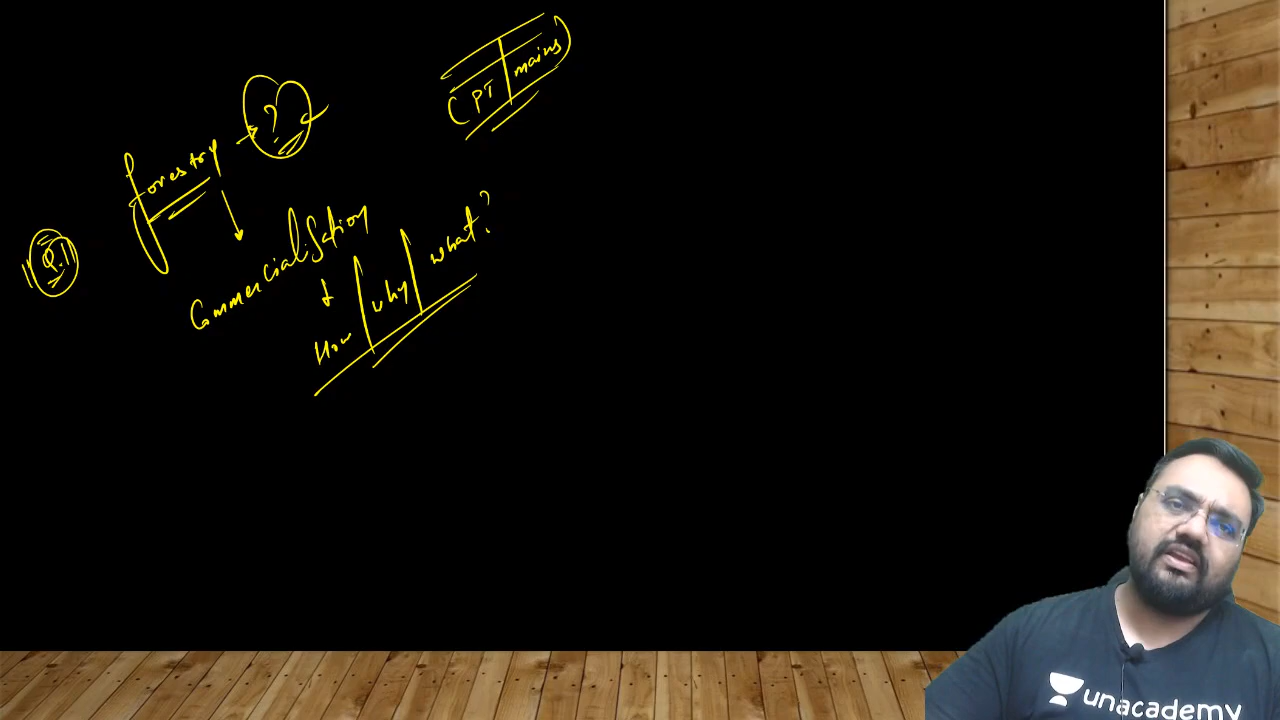 (PT | mains)
forestry → ?
Q.1
Commercialisation
How | why | what?
unacademy